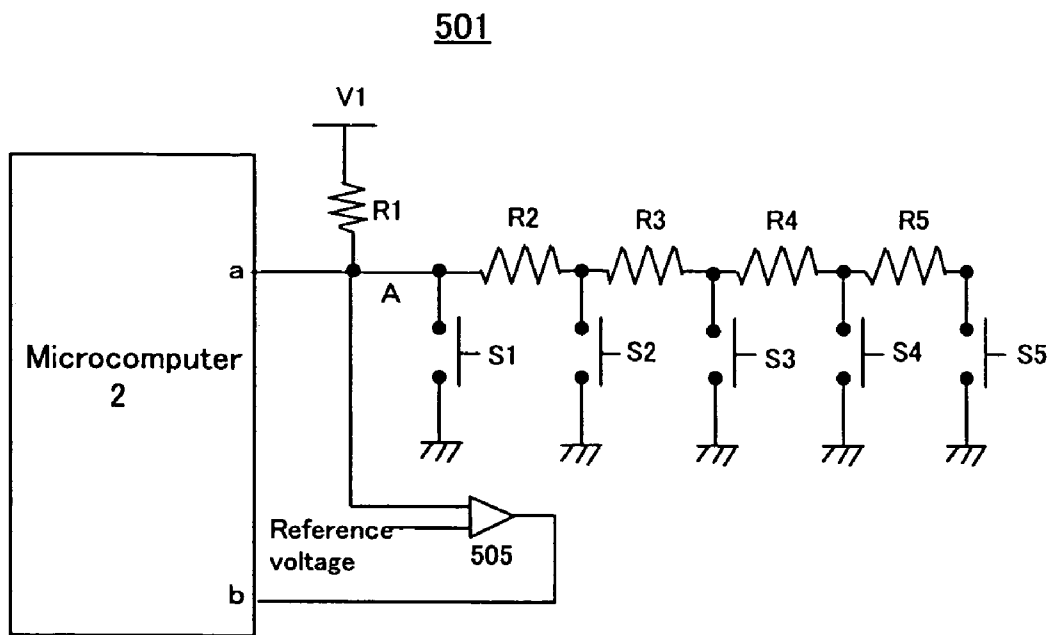 501
V1
R1
R2
R3
R4
R5
a
A
Microcomputer
2
S1
S2
S3
S4
S5
Reference
voltage
505
b